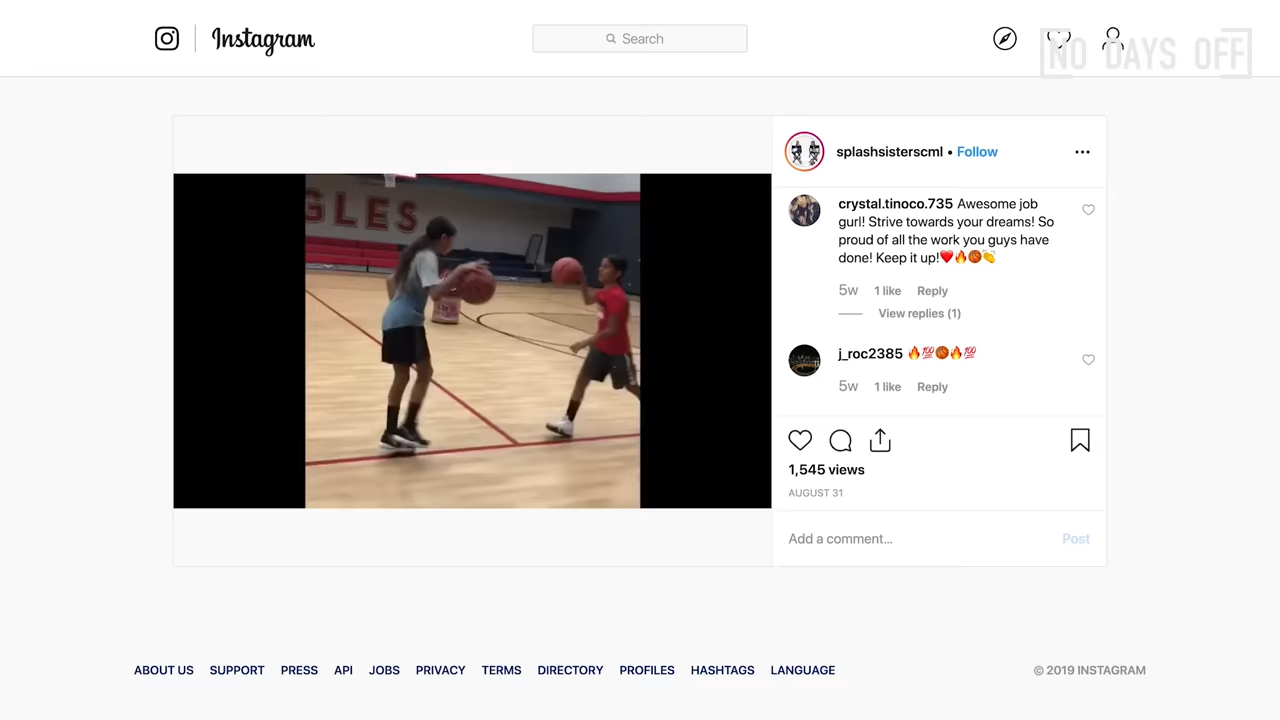 Instagram
Search
NO DAYS OFF
GLES
splashsisterscml • Follow
crystal.tinoco.735 Awesome job
gurl! Strive towards your dreams! So
proud of all the work you guys have
done! Keep it up!❤️🔥🏀👏
5w 1 like Reply
View replies (1)
j_roc2385 🔥💯🏀🔥💯
5w 1 like Reply
1,545 views
AUGUST 31
Add a comment... Post
ABOUT US SUPPORT PRESS API JOBS PRIVACY TERMS DIRECTORY PROFILES HASHTAGS LANGUAGE © 2019 INSTAGRAM